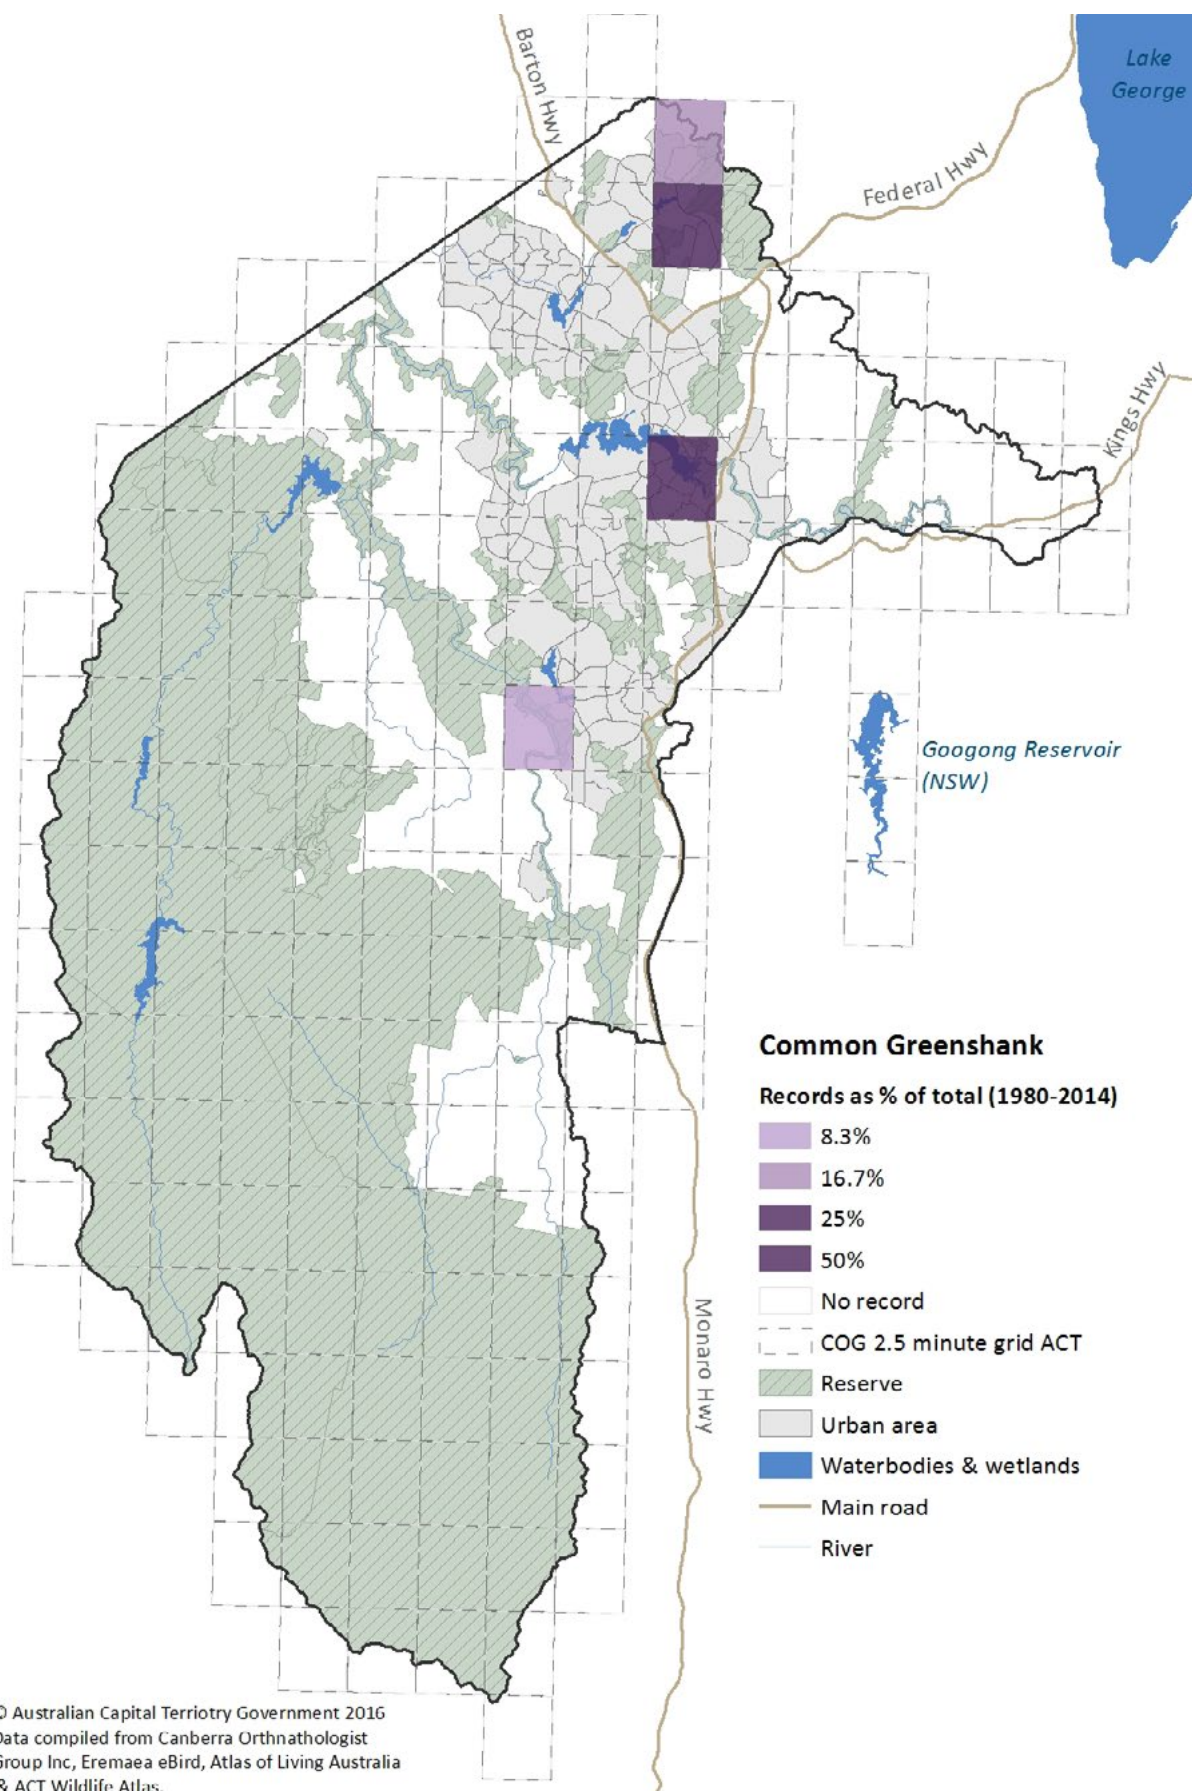 Barton Hwy
Lake
George
Federal Hwy
Kings Hwy
Googong Reservoir
(NSW)
Common Greenshank
Records as % of total (1980-2014)
8.3%
16.7%
25%
50%
No record
COG 2.5 minute grid ACT
Reserve
Urban area
Waterbodies & wetlands
Main road
River
Monaro Hwy
© Australian Capital Terriotry Government 2016
Data compiled from Canberra Orthnathologist
Group Inc, Eremaea eBird, Atlas of Living Australia
& ACT Wildlife Atlas.